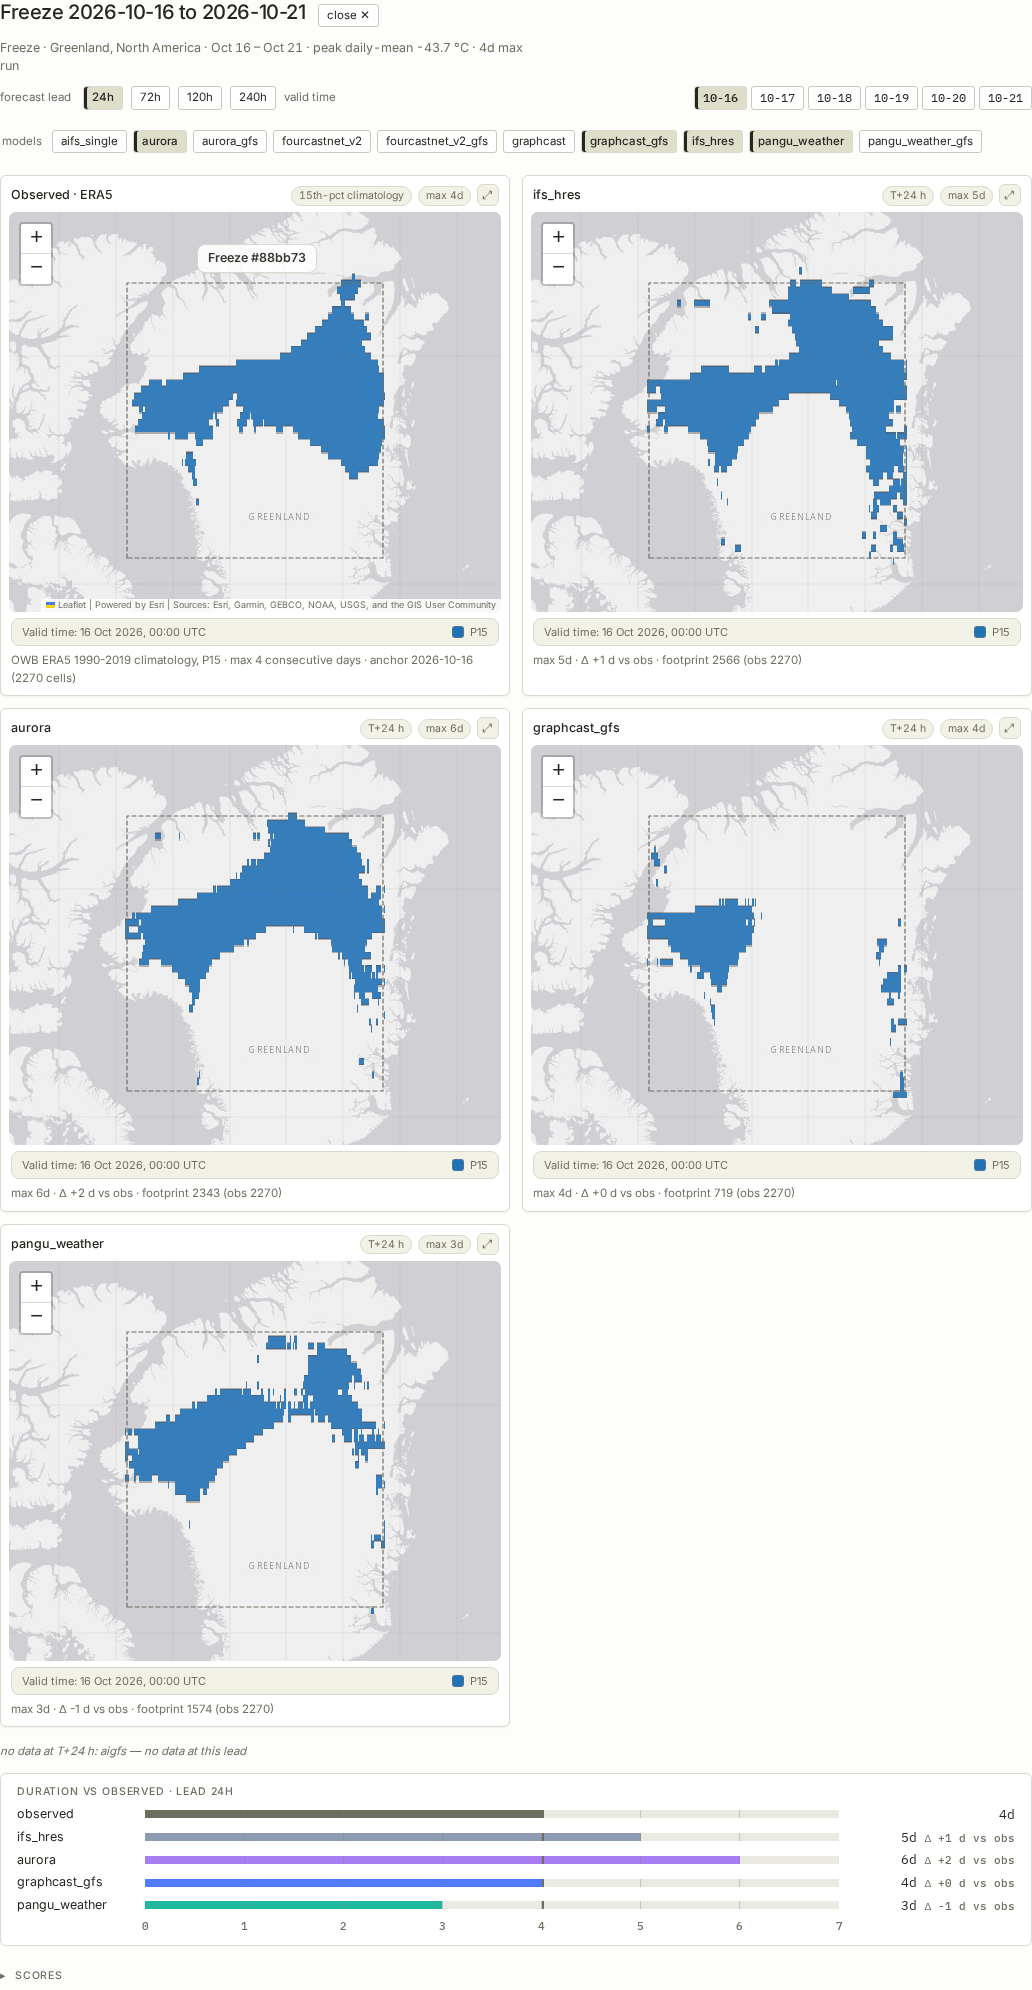 Freeze 2026-10-16 to 2026-10-21 close ✕
Freeze · Greenland, North America · Oct 16 – Oct 21 · peak daily-mean -43.7 °C · 4d max
run
forecast lead 24h 72h 120h 240h valid time 10-16 10-17 10-18 10-19 10-20 10-21
models aifs_single aurora aurora_gfs fourcastnet_v2 fourcastnet_v2_gfs graphcast graphcast_gfs ifs_hres pangu_weather pangu_weather_gfs
Observed · ERA5 15th-pct climatology max 4d
+
−
Freeze #88bb73
GREENLAND
Leaflet | Powered by Esri | Sources: Esri, Garmin, GEBCO, NOAA, USGS, and the GIS User Community
Valid time: 16 Oct 2026, 00:00 UTC P15
OWB ERA5 1990-2019 climatology, P15 · max 4 consecutive days · anchor 2026-10-16
(2270 cells)
ifs_hres T+24 h max 5d
+
−
GREENLAND
Valid time: 16 Oct 2026, 00:00 UTC P15
max 5d · Δ +1 d vs obs · footprint 2566 (obs 2270)
aurora T+24 h max 6d
+
−
GREENLAND
Valid time: 16 Oct 2026, 00:00 UTC P15
max 6d · Δ +2 d vs obs · footprint 2343 (obs 2270)
graphcast_gfs T+24 h max 4d
+
−
GREENLAND
Valid time: 16 Oct 2026, 00:00 UTC P15
max 4d · Δ +0 d vs obs · footprint 719 (obs 2270)
pangu_weather T+24 h max 3d
+
−
GREENLAND
Valid time: 16 Oct 2026, 00:00 UTC P15
max 3d · Δ -1 d vs obs · footprint 1574 (obs 2270)
no data at T+24 h: aigfs — no data at this lead
DURATION VS OBSERVED · LEAD 24H
observed 4d
ifs_hres 5d Δ +1 d vs obs
aurora 6d Δ +2 d vs obs
graphcast_gfs 4d Δ +0 d vs obs
pangu_weather 3d Δ -1 d vs obs
0 1 2 3 4 5 6 7
▸ SCORES